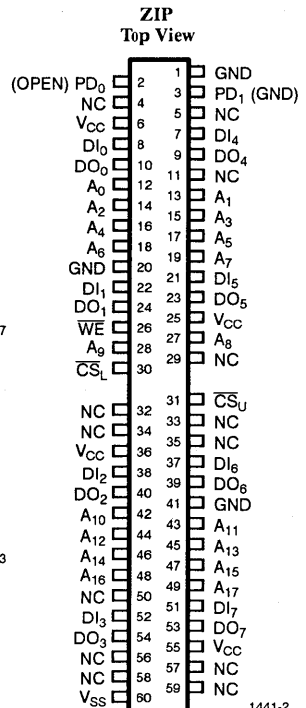 ZIP
Top View
1 GND
(OPEN) PD0 2
3 PD1 (GND)
NC 4
5 NC
VCC 6
7 DI4
DI0 8
9 DO4
DO0 10
11 NC
A0 12
13 A1
A2 14
15 A3
A4 16
17 A5
A6 18
19 A7
GND 20
21 DI5
DI1 22
23 DO5
DO1 24
25 VCC
W̅E̅ 26
27 A8
A9 28
29 NC
C̅S̅L 30
31 C̅S̅U
NC 32
33 NC
NC 34
35 NC
VCC 36
37 DI6
DI2 38
39 DO6
DO2 40
41 GND
A10 42
43 A11
A12 44
45 A13
A14 46
47 A15
A16 48
49 A17
NC 50
51 DI7
DI3 52
53 DO7
DO3 54
55 VCC
NC 56
57 NC
NC 58
59 NC
VSS 60
7
3
1441-2